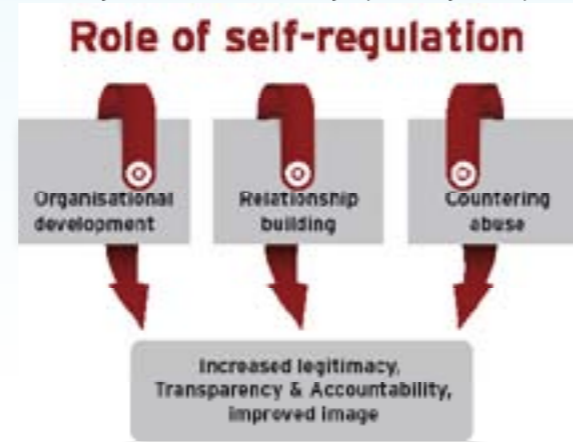 Role of self-regulation
Organisational
development
Relationship
building
Countering
abuse
Increased legitimacy,
Transparency & Accountability,
improved image